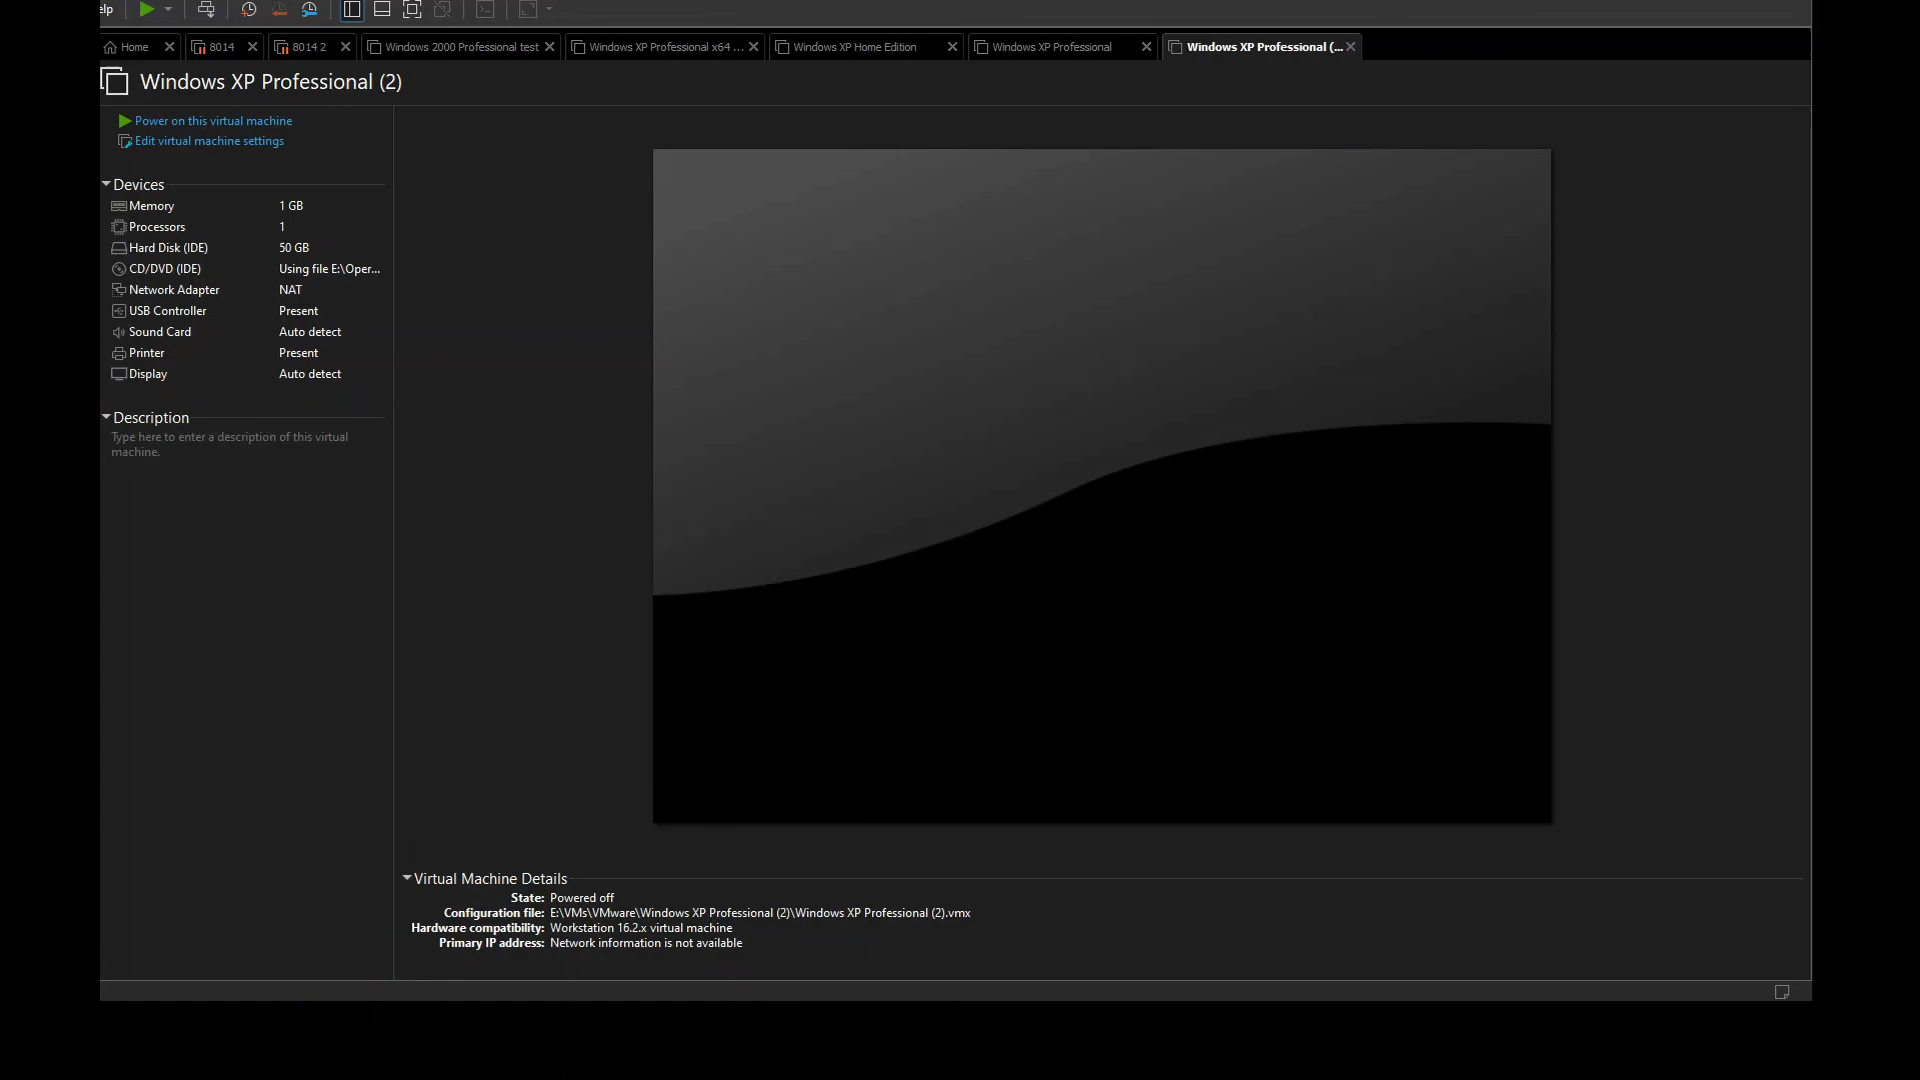 elp
Home
8014
8014 2
Windows 2000 Professional test
Windows XP Professional x64 ...
Windows XP Home Edition
Windows XP Professional
Windows XP Professional (...
Windows XP Professional (2)
Power on this virtual machine
Edit virtual machine settings
Devices
Memory 1 GB
Processors 1
Hard Disk (IDE) 50 GB
CD/DVD (IDE) Using file E:\Oper...
Network Adapter NAT
USB Controller Present
Sound Card Auto detect
Printer Present
Display Auto detect
Description
Type here to enter a description of this virtual
machine.
Virtual Machine Details
State: Powered off
Configuration file: E:\VMs\VMware\Windows XP Professional (2)\Windows XP Professional (2).vmx
Hardware compatibility: Workstation 16.2.x virtual machine
Primary IP address: Network information is not available